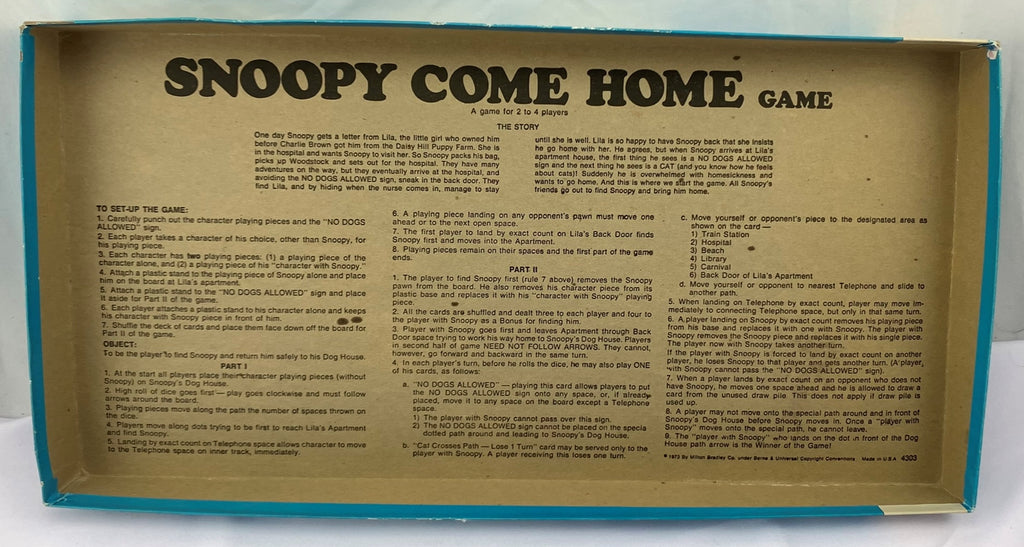 SNOOPY COME HOME GAME
A game for 2 to 4 players
THE STORY
One day Snoopy gets a letter from Lila, the little girl who owned him
before Charlie Brown got him from the Daisy Hill Puppy Farm. She is
in the hospital and wants Snoopy to visit her. So Snoopy packs his bag,
picks up Woodstock and sets out for the hospital. They have many
adventures on the way, but they eventually arrive at the hospital, and
avoiding the NO DOGS ALLOWED sign, sneak in the back door. They
find Lila, and by hiding when the nurse comes in, manage to stay
until she is well. Lila is so happy to have Snoopy back that she insists
he go home with her. He agrees, but when Snoopy arrives at Lila's
apartment house, the first thing he sees is a NO DOGS ALLOWED
sign and the next thing he sees is a CAT (and you know how he feels
about cats)! Suddenly he is overwhelmed with homesickness and
wants to go home. And this is where we start the game. All Snoopy's
friends go out to find Snoopy and bring him home.
TO SET-UP THE GAME:
1. Carefully punch out the character playing pieces and the "NO DOGS
ALLOWED" sign.
2. Each player takes a character of his choice, other than Snoopy, for
his playing piece.
3. Each character has two playing pieces: (1) a playing piece of the
character alone, and (2) a playing piece of his "character with Snoopy."
4. Attach a plastic stand to the playing piece of Snoopy alone and place
him on the board at Lila's apartment.
5. Attach a plastic stand to the "NO DOGS ALLOWED" sign and place
it aside for Part II of the game.
6. Each player attaches a plastic stand to his character alone and keeps
his character with Snoopy piece in front of him.
7. Shuffle the deck of cards and place them face down off the board for
Part II of the game.
OBJECT:
To be the player to find Snoopy and return him safely to his Dog House.
PART I
1. At the start all players place their character playing pieces (without
Snoopy) on Snoopy's Dog House.
2. High roll of dice goes first — play goes clockwise and must follow
arrows around the board.
3. Playing pieces move along the path the number of spaces thrown on
the dice.
4. Players move along dots trying to be first to reach Lila's Apartment
and find Snoopy.
5. Landing by exact count on Telephone space allows character to move
to the Telephone space on inner track, immediately.
6. A playing piece landing on any opponent's pawn must move one
ahead or to the next open space.
7. The first player to land by exact count on Lila's Back Door finds
Snoopy first and moves into the Apartment.
8. Playing pieces remain on their spaces and the first part of the game
ends.
PART II
1. The player to find Snoopy first (rule 7 above) removes the Snoopy
pawn from the board. He also removes his character piece from its
plastic base and replaces it with his "character with Snoopy" playing
piece.
2. All the cards are shuffled and dealt three to each player and four to
the player with Snoopy as a Bonus for finding him.
3. Player with Snoopy goes first and leaves Apartment through Back
Door space trying to work his way home to Snoopy's Dog House. Players
in second half of game NEED NOT FOLLOW ARROWS. They cannot,
however, go forward and backward in the same turn.
4. In each player's turn, before he rolls the dice, he may also play ONE
of his cards, as follows:
a. "NO DOGS ALLOWED" — playing this card allows players to put
the NO DOGS ALLOWED sign onto any space, or, if already
placed, move it to any space on the board except a Telephone
space.
1) The player with Snoopy cannot pass over this sign.
2) The NO DOGS ALLOWED sign cannot be placed on the special
dotted path around and leading to Snoopy's Dog House.
b. "Cat Crosses Path — Lose 1 Turn" card may be served only to the
player with Snoopy. A player receiving this loses one turn.
c. Move yourself or opponent's piece to the designated area as
shown on the card —
1) Train Station
2) Hospital
3) Beach
4) Library
5) Carnival
6) Back Door of Lila's Apartment
d. Move yourself or opponent to nearest Telephone and slide to
another path.
5. When landing on Telephone by exact count, player may move im-
mediately to connecting Telephone space, but only in that same turn.
6. A player landing on Snoopy by exact count removes his playing piece
from his base and replaces it with one with Snoopy. The player with
Snoopy removes the Snoopy piece and replaces it with his single piece.
The player now with Snoopy takes another turn.
If the player with Snoopy is forced to land by exact count on another
player, he loses Snoopy to that player and gets another turn. (A player
with Snoopy cannot pass the "NO DOGS ALLOWED" sign).
7. When a player lands by exact count on an opponent who does not
have Snoopy, he moves one space ahead and he is allowed to draw a
card from the unused draw pile. This does not apply if draw pile is
used up.
8. A player may not move onto the special path around and in front of
Snoopy's Dog House before Snoopy moves in. Once a "player with
Snoopy" moves onto the special path, he cannot leave.
9. The "player with Snoopy" who lands on the dot in front of the Dog
House path arrow is the Winner of the Game!
© 1973 By Milton Bradley Co. under Berne & Universal Copyright Conventions. Made in U.S.A. 4303